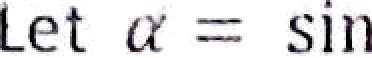 Let α = sin